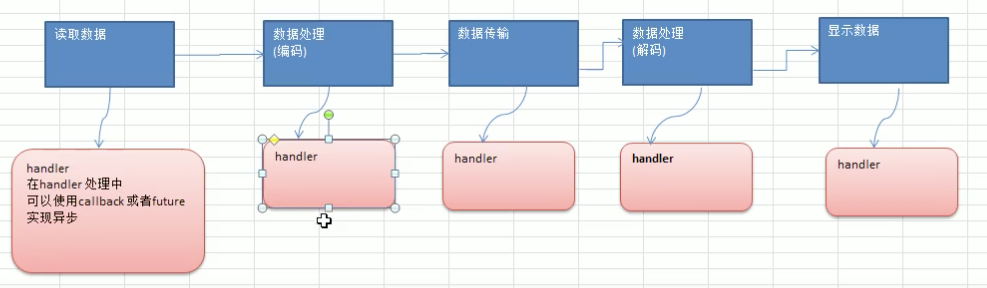 读取数据
数据处理
(编码)
数据传输
数据处理
(解码)
显示数据
handler
在handler 处理中
可以使用callback 或者future
实现异步
handler
handler
handler
handler